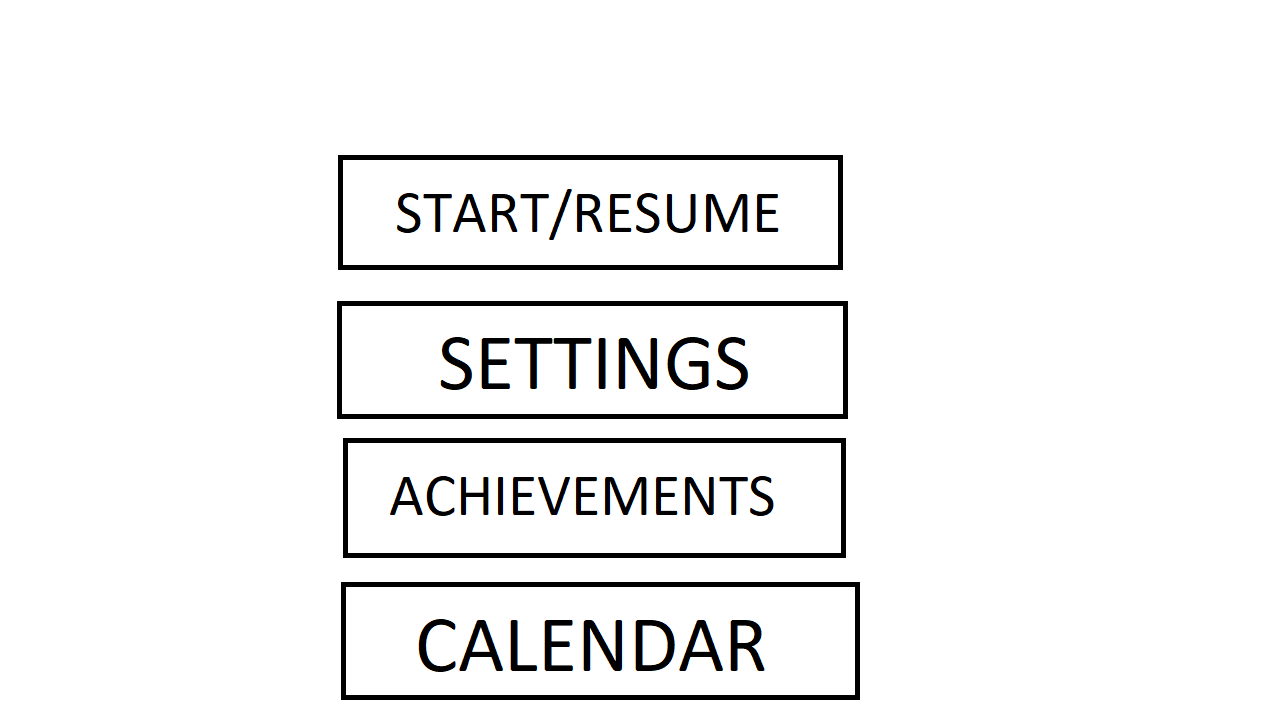 START/RESUME
SETTINGS
ACHIEVEMENTS
CALENDAR